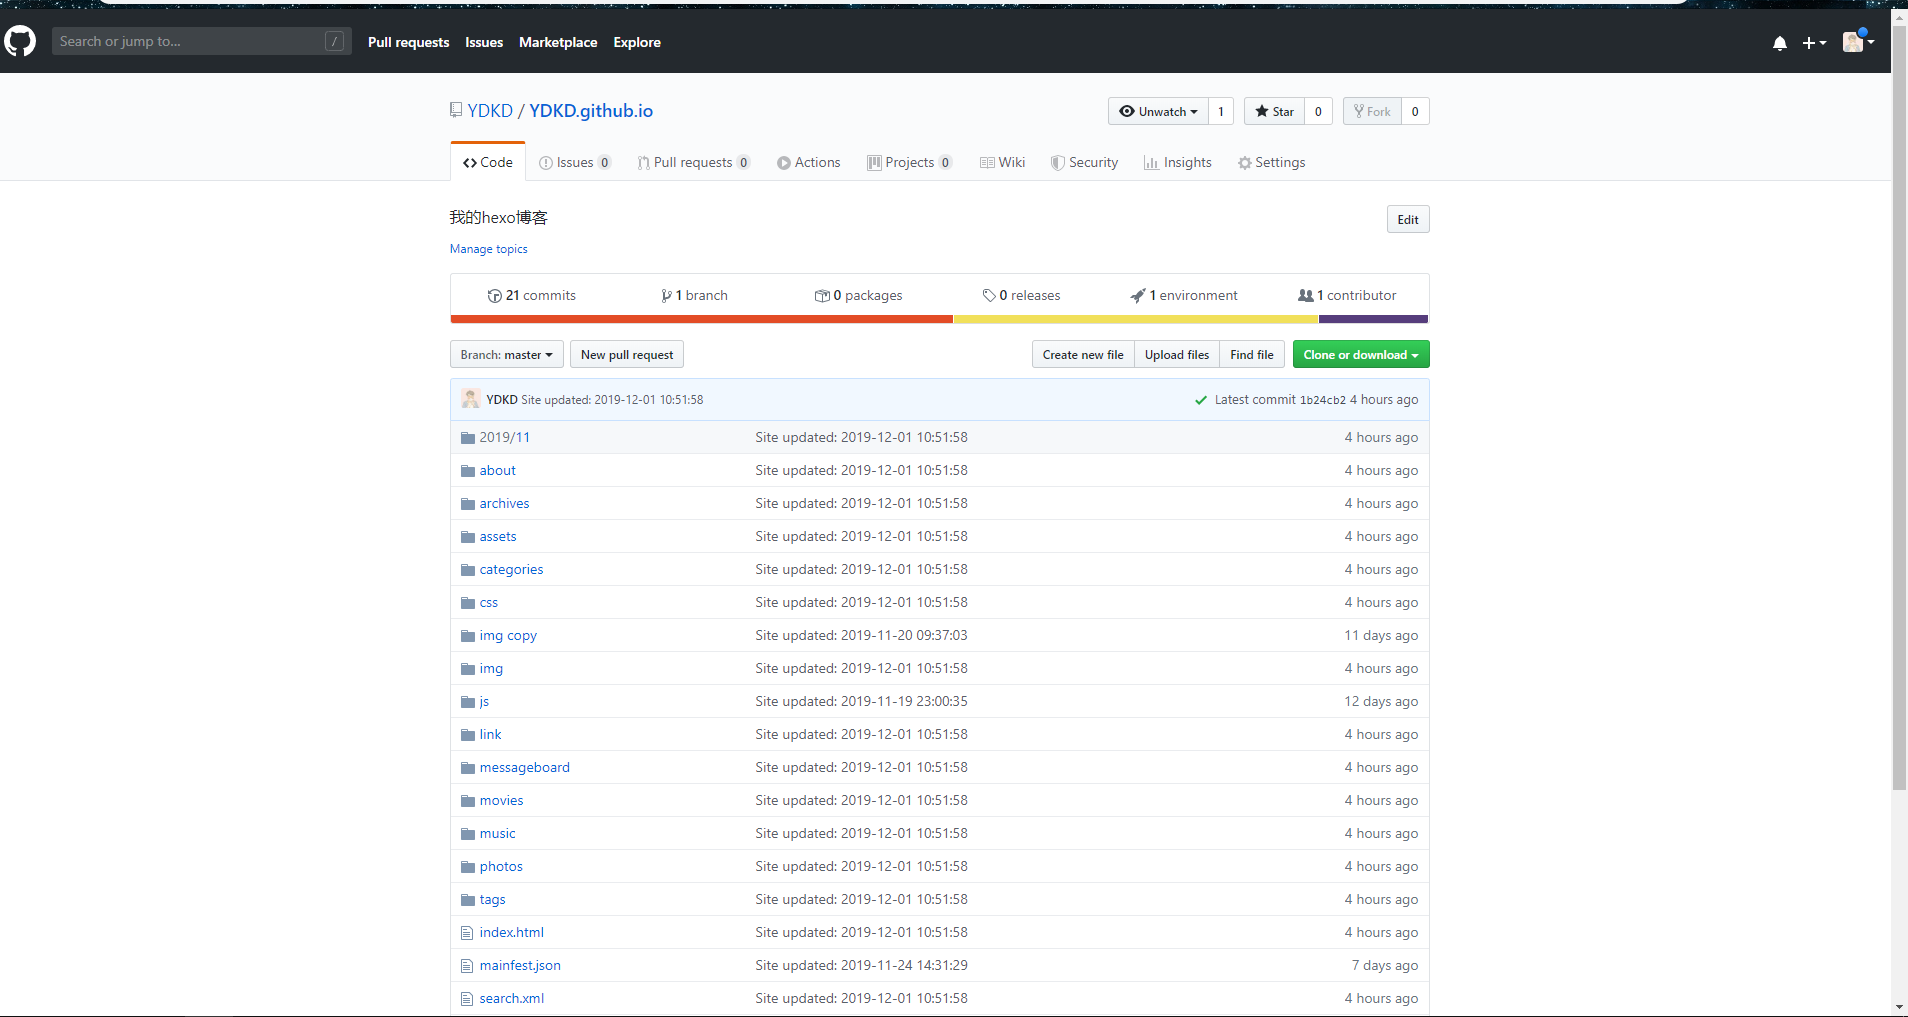 Search or jump to... / Pull requests Issues Marketplace Explore
YDKD / YDKD.github.io Unwatch 1 Star 0 Fork 0
Code Issues 0 Pull requests 0 Actions Projects 0 Wiki Security Insights Settings
我的hexo博客 Edit
Manage topics
21 commits 1 branch 0 packages 0 releases 1 environment 1 contributor
Branch: master New pull request Create new file Upload files Find file Clone or download
YDKD Site updated: 2019-12-01 10:51:58 Latest commit 1b24cb2 4 hours ago
2019/11 Site updated: 2019-12-01 10:51:58 4 hours ago
about Site updated: 2019-12-01 10:51:58 4 hours ago
archives Site updated: 2019-12-01 10:51:58 4 hours ago
assets Site updated: 2019-12-01 10:51:58 4 hours ago
categories Site updated: 2019-12-01 10:51:58 4 hours ago
css Site updated: 2019-12-01 10:51:58 4 hours ago
img copy Site updated: 2019-11-20 09:37:03 11 days ago
img Site updated: 2019-12-01 10:51:58 4 hours ago
js Site updated: 2019-11-19 23:00:35 12 days ago
link Site updated: 2019-12-01 10:51:58 4 hours ago
messageboard Site updated: 2019-12-01 10:51:58 4 hours ago
movies Site updated: 2019-12-01 10:51:58 4 hours ago
music Site updated: 2019-12-01 10:51:58 4 hours ago
photos Site updated: 2019-12-01 10:51:58 4 hours ago
tags Site updated: 2019-12-01 10:51:58 4 hours ago
index.html Site updated: 2019-12-01 10:51:58 4 hours ago
mainfest.json Site updated: 2019-11-24 14:31:29 7 days ago
search.xml Site updated: 2019-12-01 10:51:58 4 hours ago